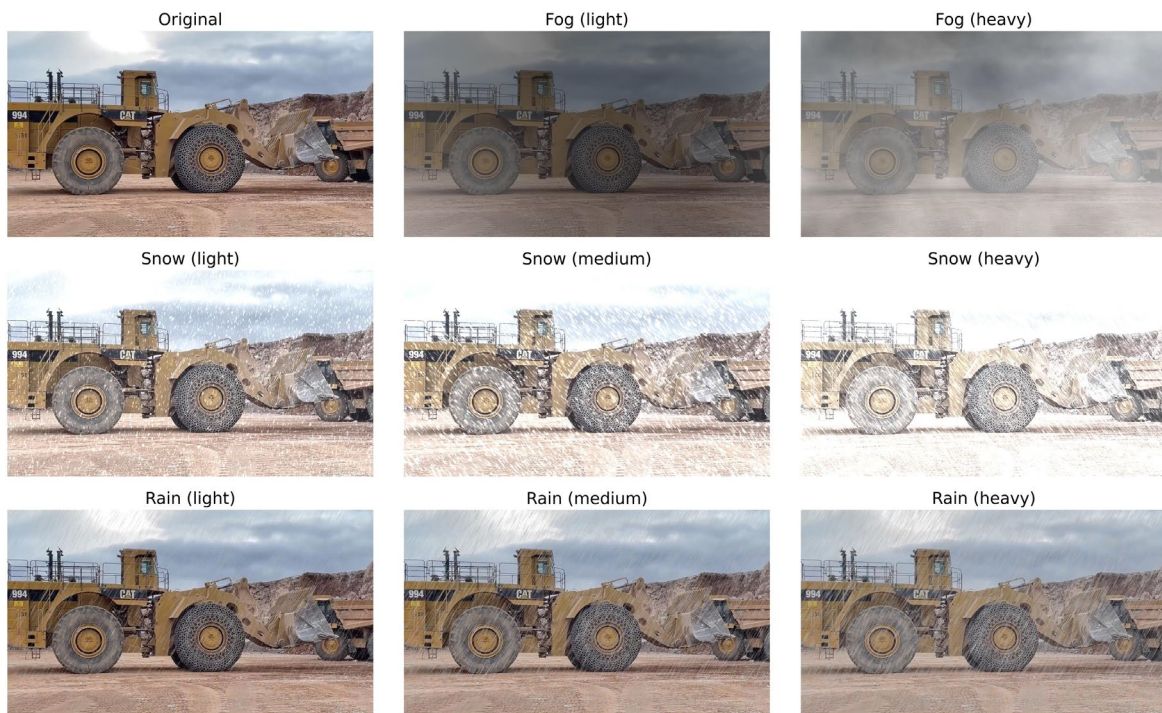 Original
Fog (light)
Fog (heavy)
994
CAT
994
CAT
994
CAT
Snow (light)
Snow (medium)
Snow (heavy)
994
CAT
994
CAT
994
CAT
Rain (light)
Rain (medium)
Rain (heavy)
994
CAT
994
CAT
994
CAT